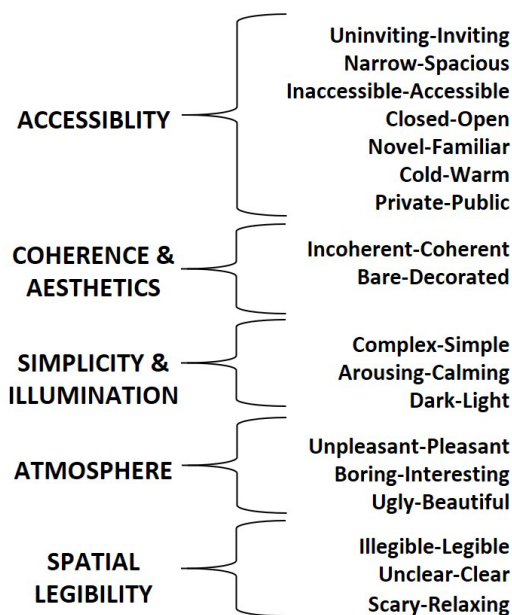 ACCESSIBLITY
Uninviting-Inviting
Narrow-Spacious
Inaccessible-Accessible
Closed-Open
Novel-Familiar
Cold-Warm
Private-Public
COHERENCE &
AESTHETICS
Incoherent-Coherent
Bare-Decorated
SIMPLICITY &
ILLUMINATION
Complex-Simple
Arousing-Calming
Dark-Light
ATMOSPHERE
Unpleasant-Pleasant
Boring-Interesting
Ugly-Beautiful
SPATIAL
LEGIBILITY
Illegible-Legible
Unclear-Clear
Scary-Relaxing